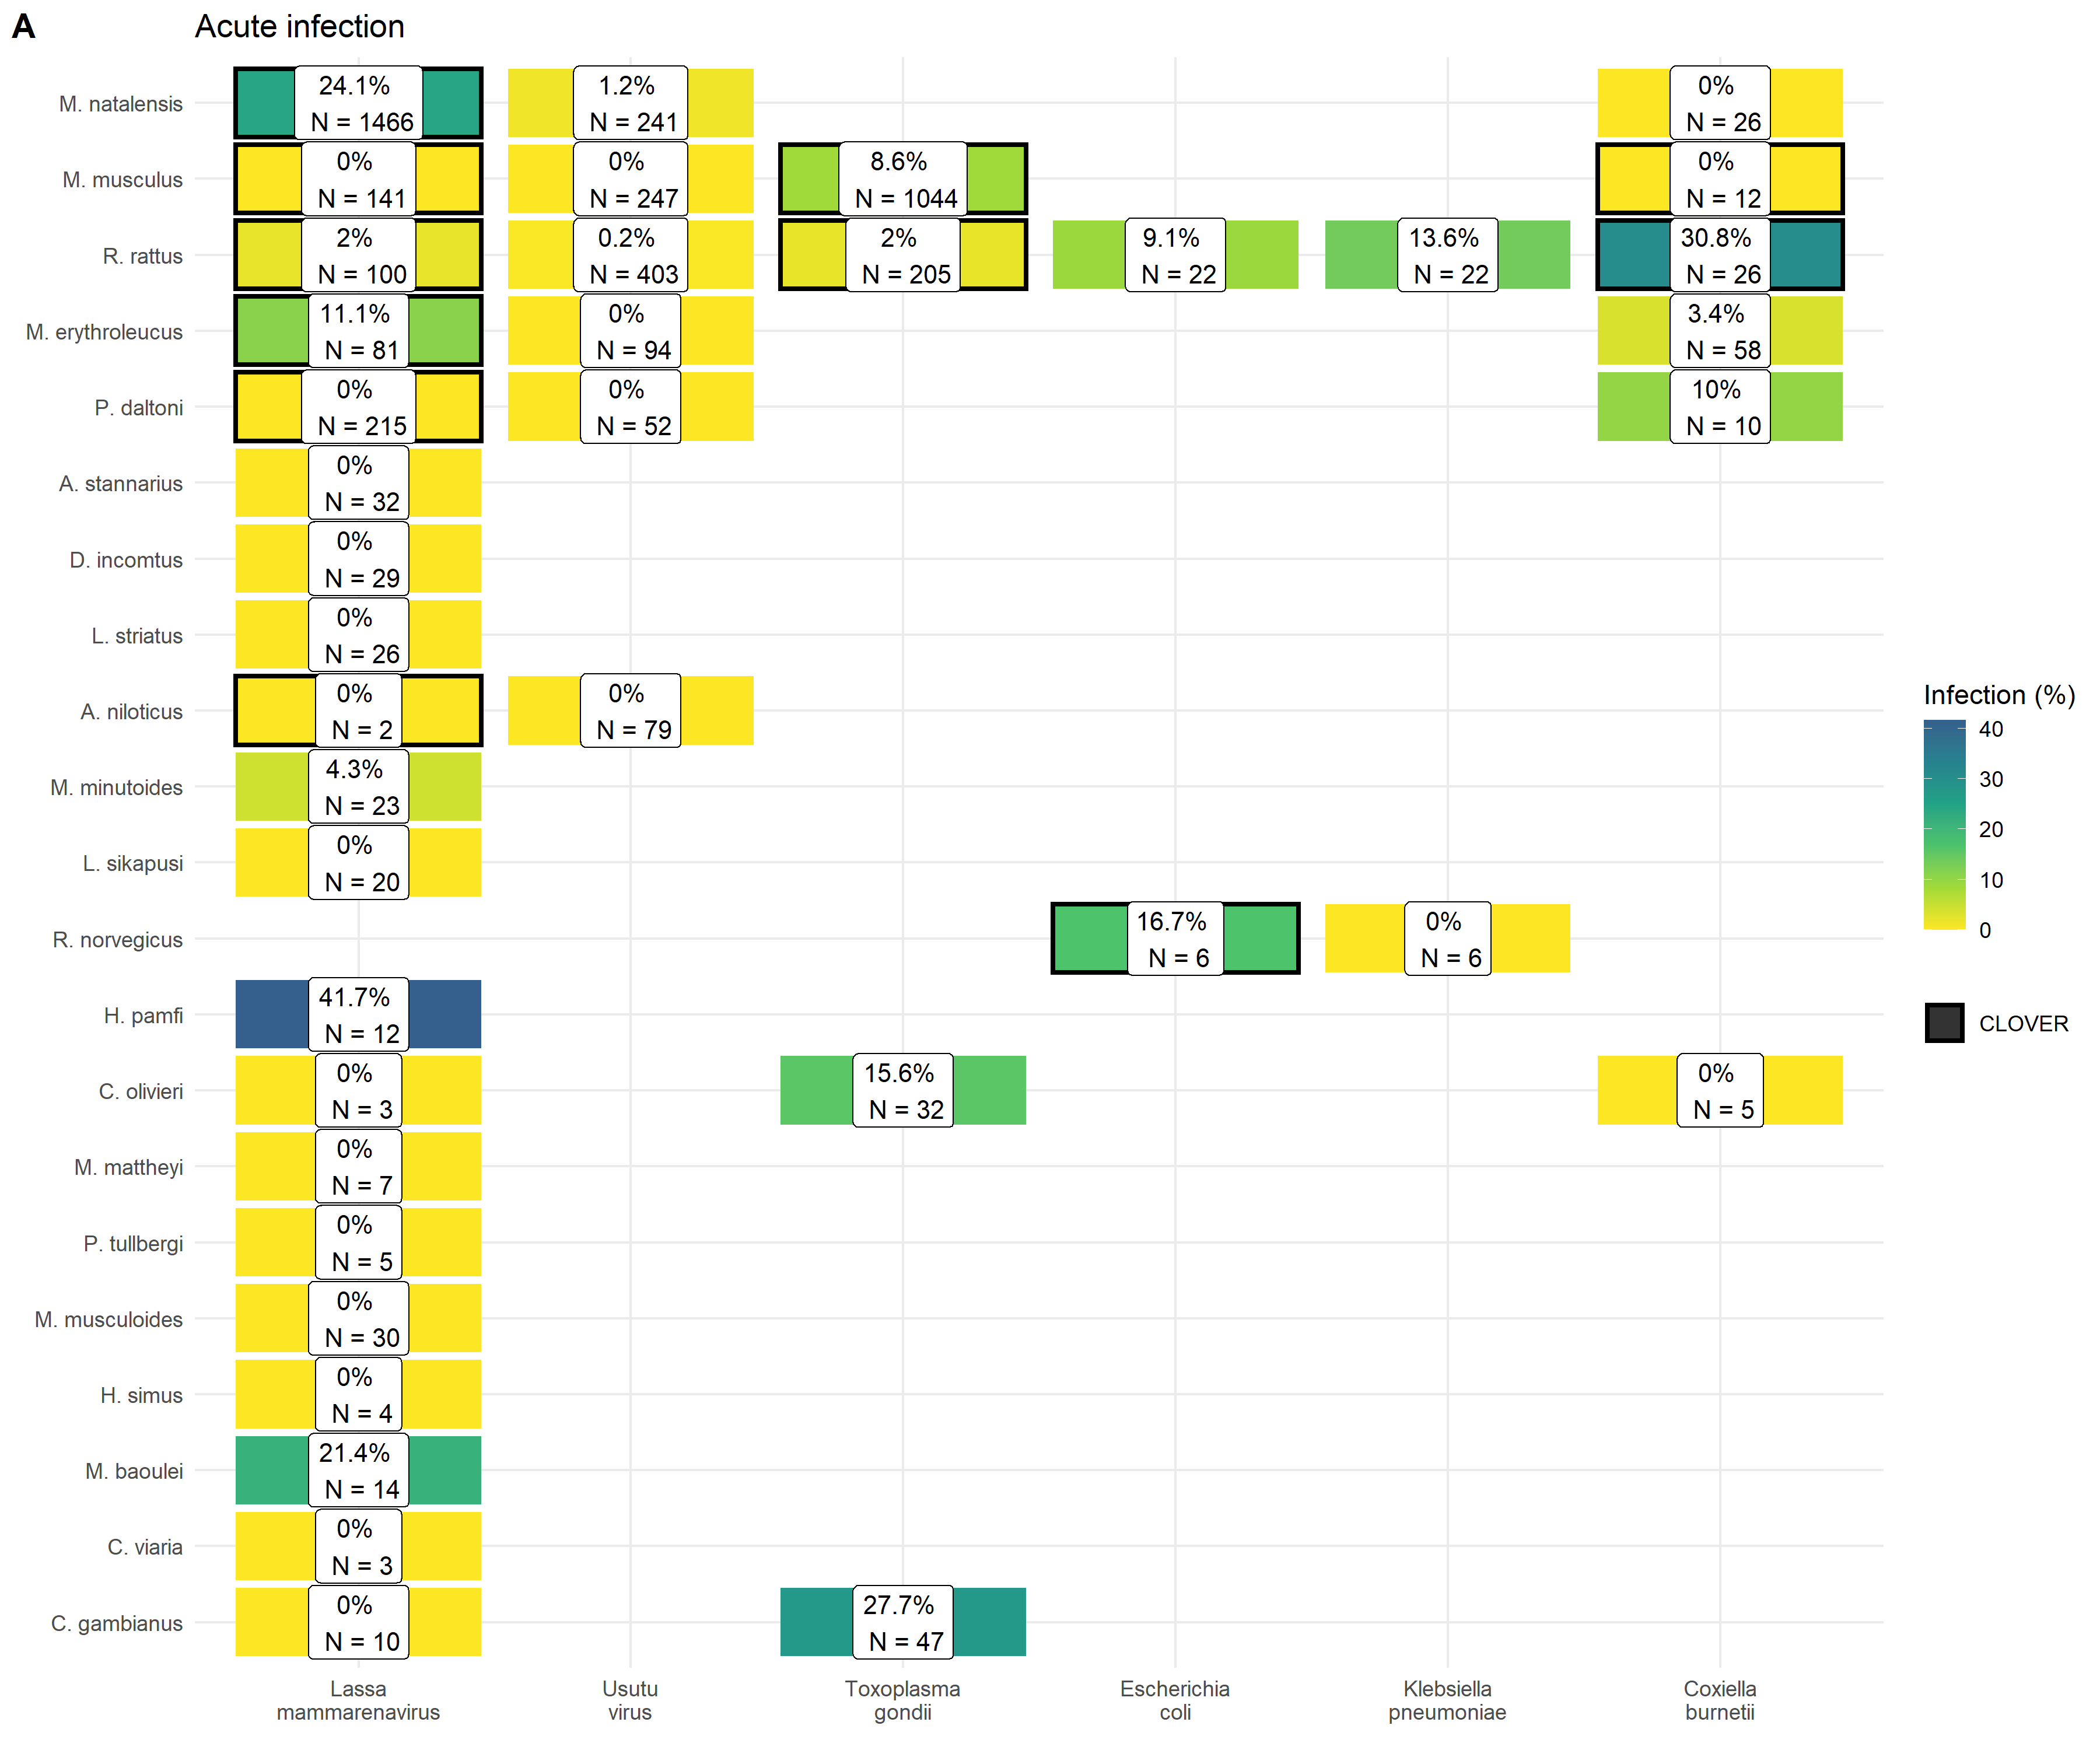 A
Acute infection
M. natalensis
24.1%
N = 1466
1.2%
N = 241
0%
N = 26
M. musculus
0%
N = 141
0%
N = 247
8.6%
N = 1044
0%
N = 12
R. rattus
2%
N = 100
0.2%
N = 403
2%
N = 205
9.1%
N = 22
13.6%
N = 22
30.8%
N = 26
M. erythroleucus
11.1%
N = 81
0%
N = 94
3.4%
N = 58
P. daltoni
0%
N = 215
0%
N = 52
10%
N = 10
A. stannarius
0%
N = 32
D. incomtus
0%
N = 29
L. striatus
0%
N = 26
A. niloticus
0%
N = 2
0%
N = 79
M. minutoides
4.3%
N = 23
L. sikapusi
0%
N = 20
R. norvegicus
16.7%
N = 6
0%
N = 6
H. pamfi
41.7%
N = 12
C. olivieri
0%
N = 3
15.6%
N = 32
0%
N = 5
M. mattheyi
0%
N = 7
P. tullbergi
0%
N = 5
M. musculoides
0%
N = 30
H. simus
0%
N = 4
M. baoulei
21.4%
N = 14
C. viaria
0%
N = 3
C. gambianus
0%
N = 10
27.7%
N = 47
Lassa
mammarenavirus
Usutu
virus
Toxoplasma
gondii
Escherichia
coli
Klebsiella
pneumoniae
Coxiella
burnetii
Infection (%)
40
30
20
10
0
CLOVER